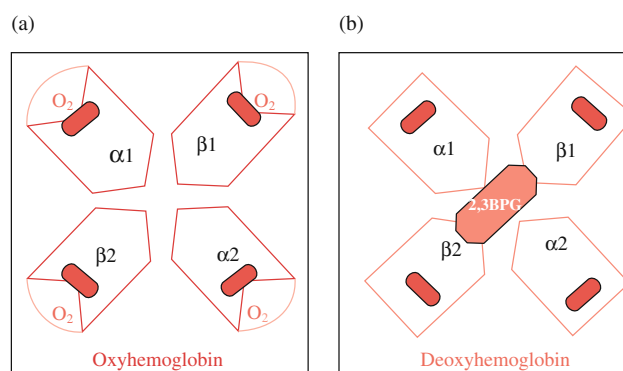 (a)
(b)
O₂
O₂
α1
β1
α1
β1
2,3BPG
β2
α2
β2
α2
O₂
O₂
Oxyhemoglobin
Deoxyhemoglobin